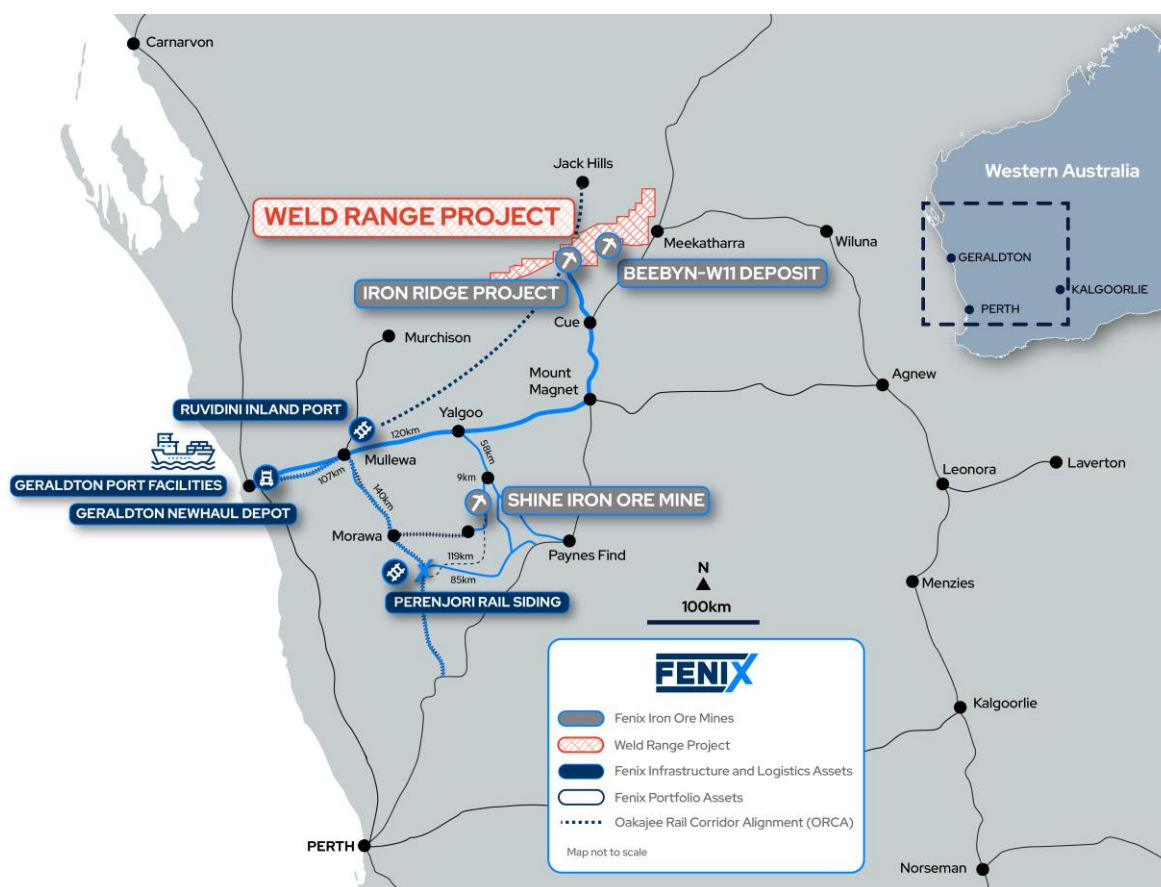 Carnarvon
Jack Hills
Western Australia
WELD RANGE PROJECT
Meekatharra
Wiluna
GERALDTON
BEEBYN-W11 DEPOSIT
IRON RIDGE PROJECT
KALGOORLIE
PERTH
Cue
Murchison
Mount
Magnet
Agnew
RUVIDINI INLAND PORT
Yalgoo
120km
58km
Mullewa
107km
Leonora
Laverton
GERALDTON PORT FACILITIES
9km
140km
SHINE IRON ORE MINE
GERALDTON NEWHAUL DEPOT
Morawa
Paynes Find
119km
85km
N
Menzies
PERENJORI RAIL SIDING
100km
FENIX
Kalgoorlie
Fenix Iron Ore Mines
Weld Range Project
Fenix Infrastructure and Logistics Assets
Fenix Portfolio Assets
Oakajee Rail Corridor Alignment (ORCA)
PERTH
Map not to scale
Norseman